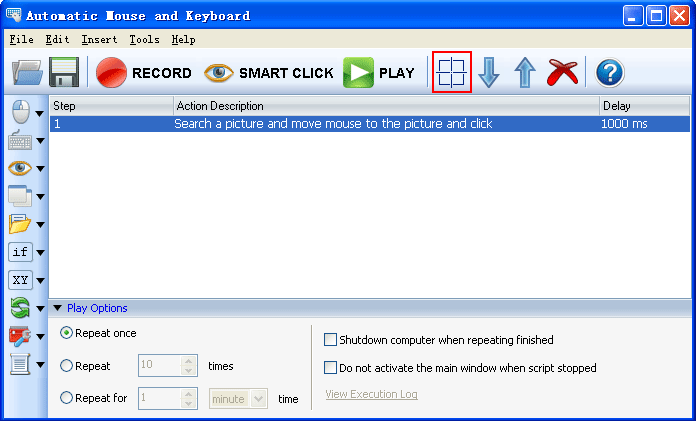 Automatic Mouse and Keyboard
File Edit Insert Tools Help
RECORD SMART CLICK PLAY ?
Step Action Description Delay
1 Search a picture and move mouse to the picture and click 1000 ms
if
XY
Play Options
Repeat once
Repeat 10 times
Repeat for 1 minute time
Shutdown computer when repeating finished
Do not activate the main window when script stopped
View Execution Log